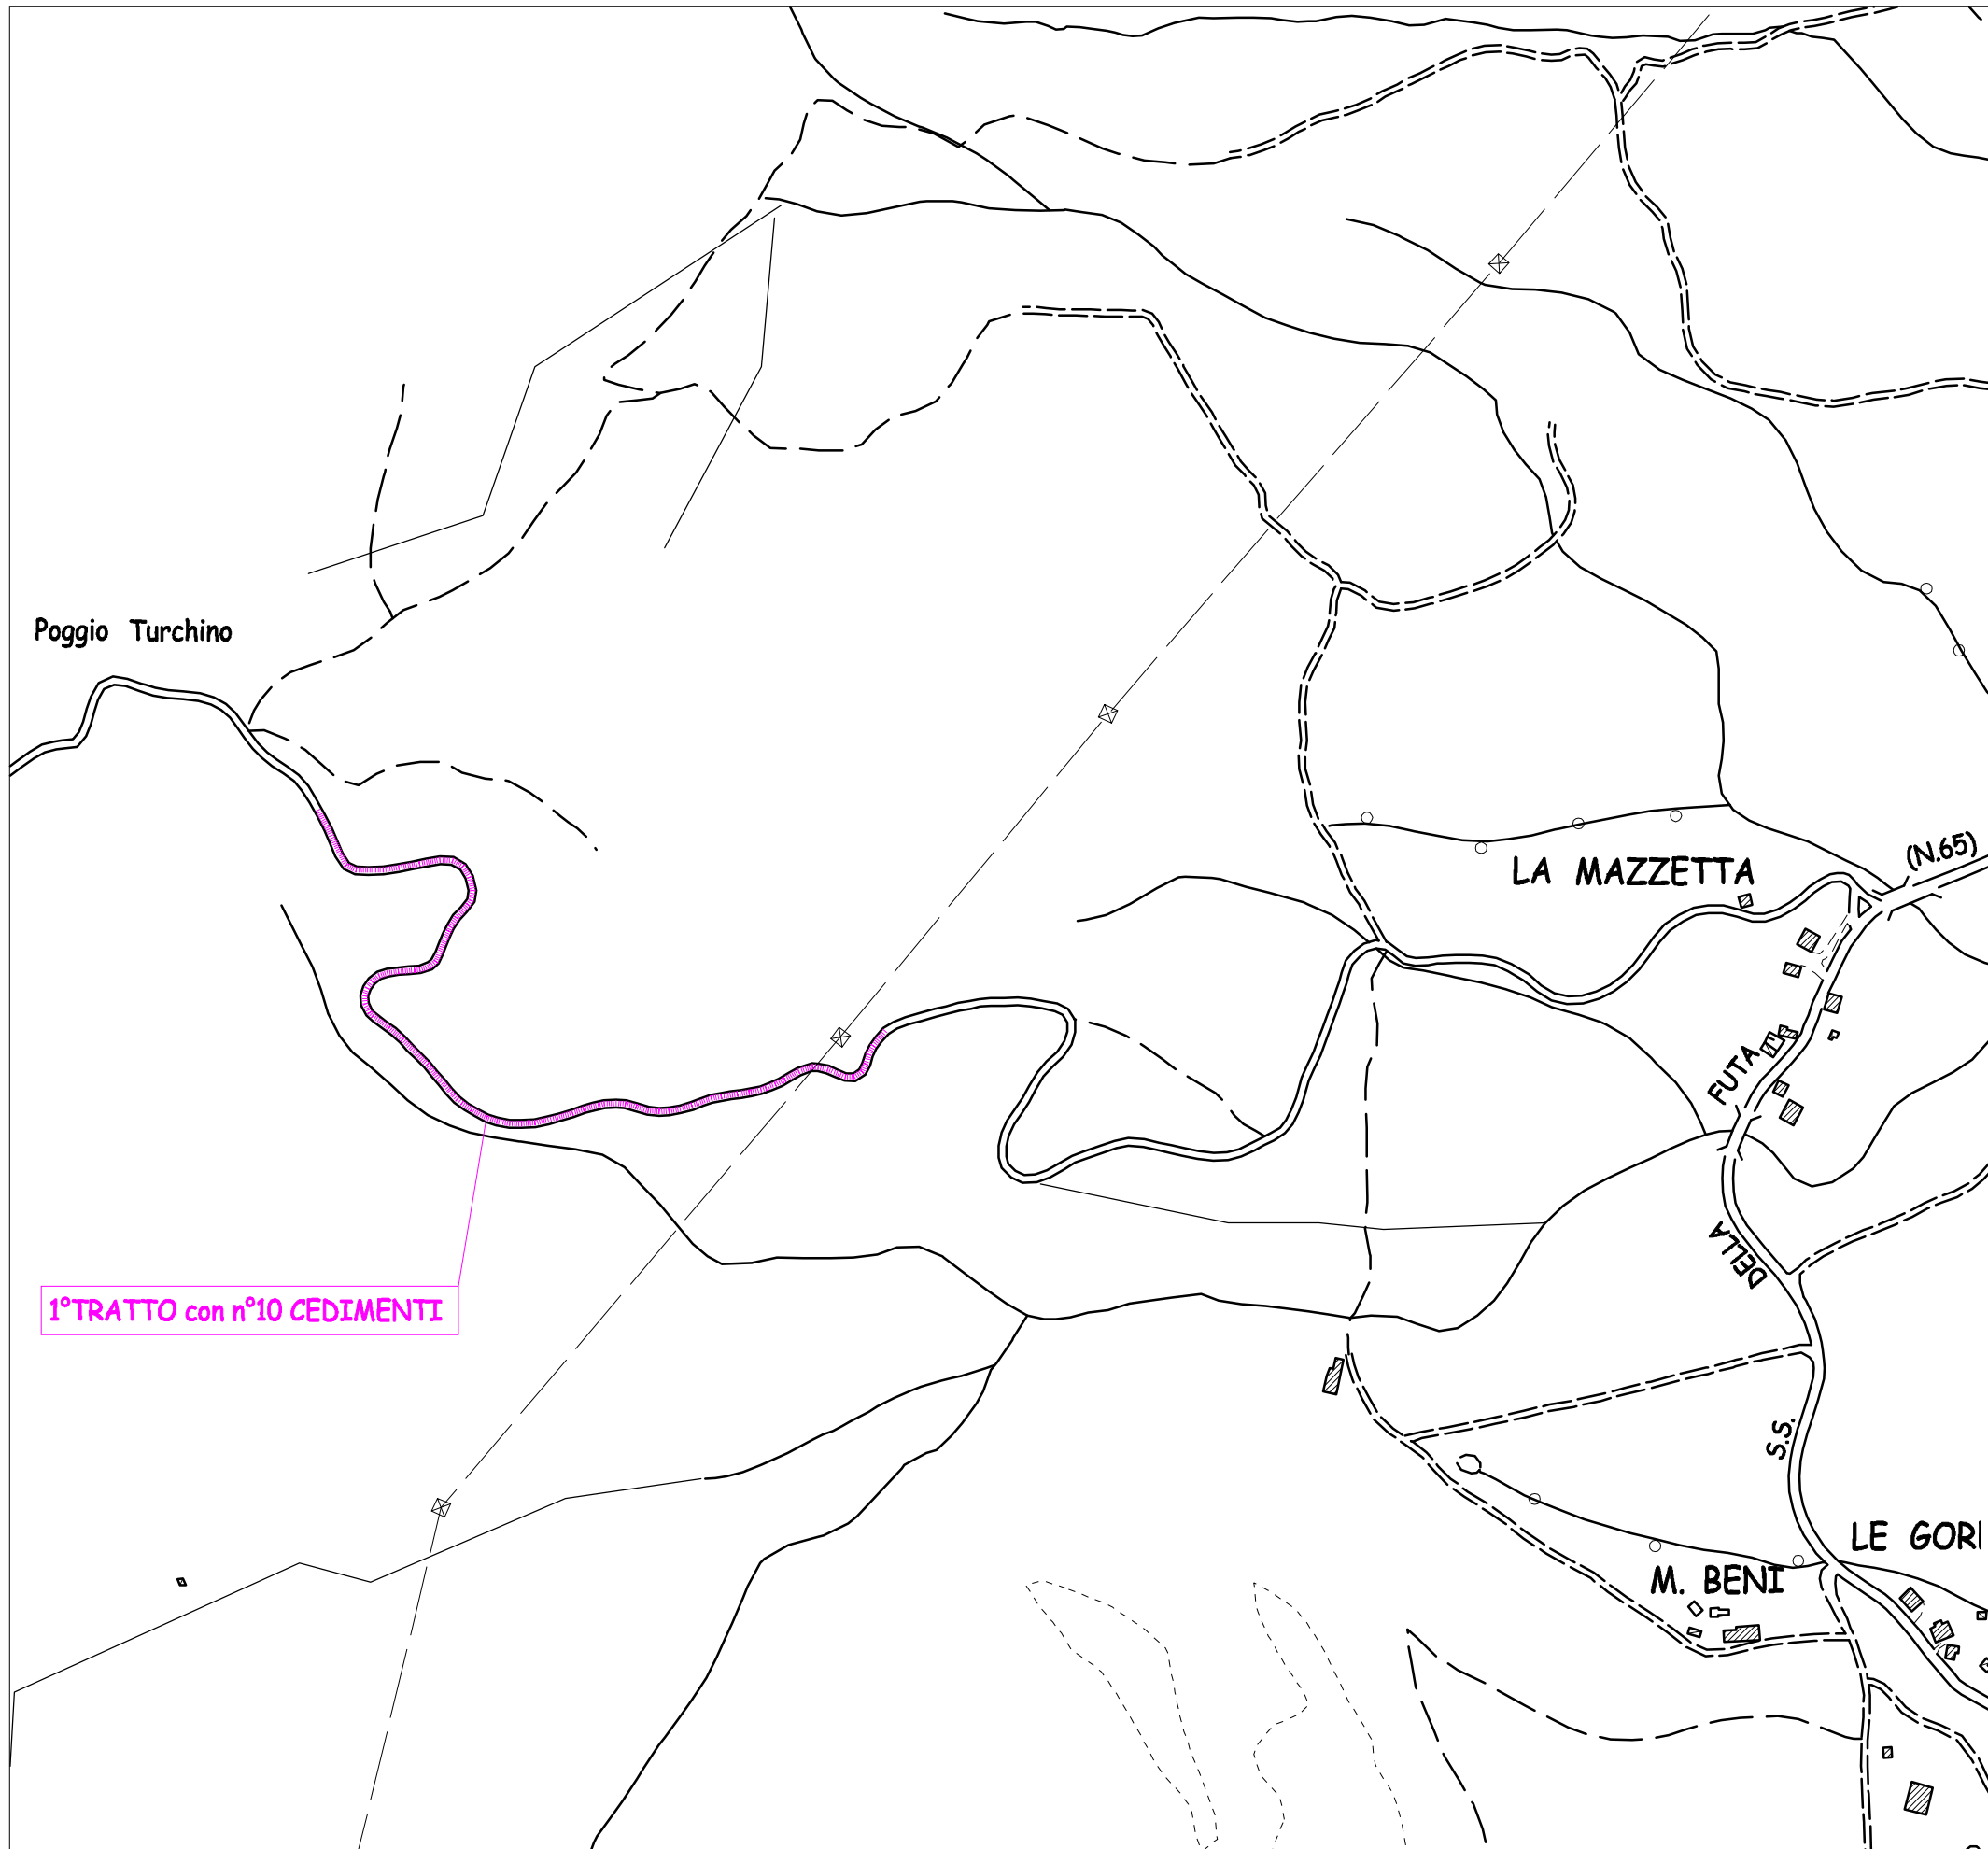 Poggio Turchino
(N.65)
LA MAZZETTA
FUTA
DELLA
1°TRATTO con n°10 CEDIMENTI
S.S.
LE GORI
M. BENI